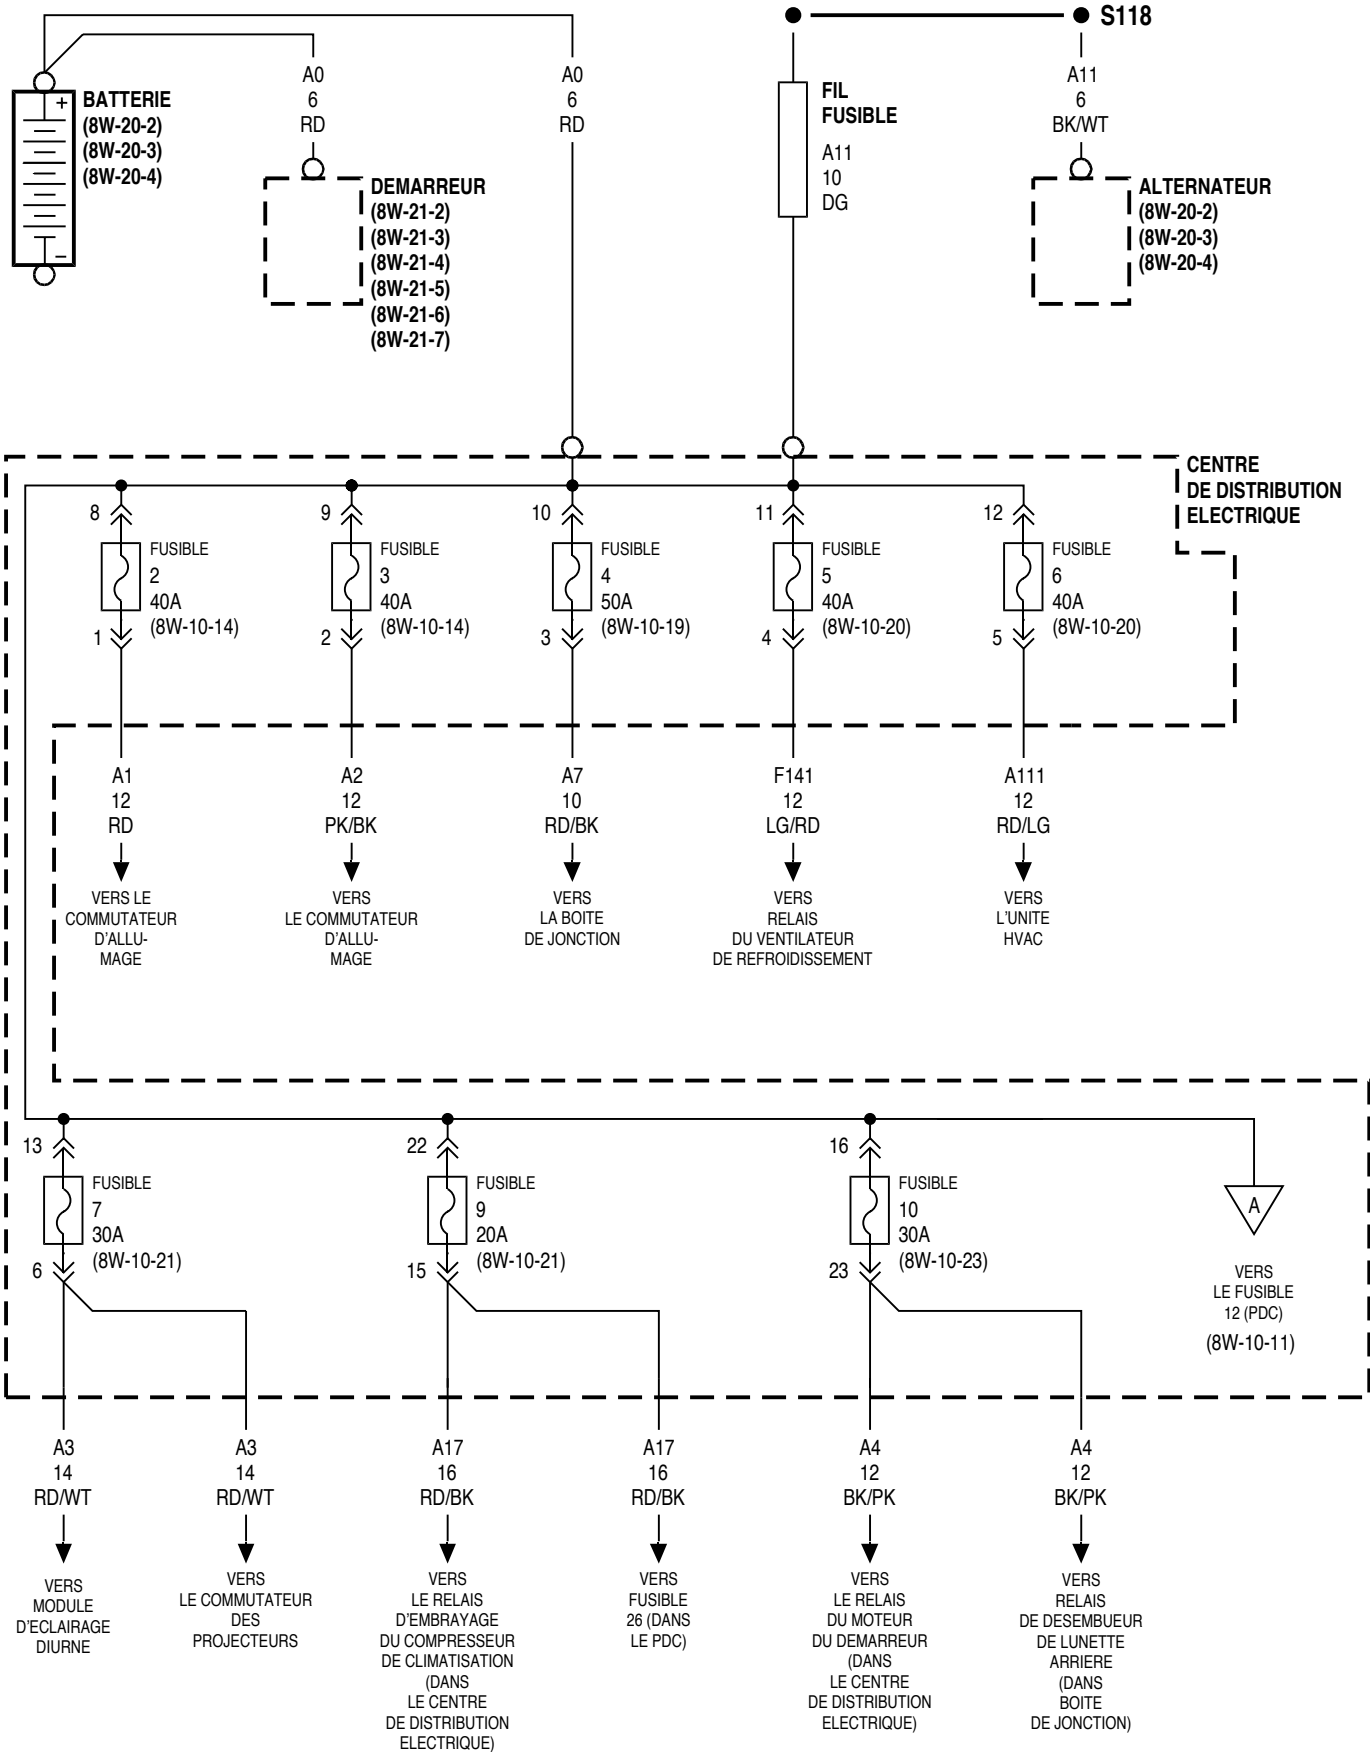 S118
A0
6
RD
A0
6
RD
A11
6
BK/WT
+
BATTERIE
(8W-20-2)
(8W-20-3)
(8W-20-4)
–
FIL
FUSIBLE
A11
10
DG
DEMARREUR
(8W-21-2)
(8W-21-3)
(8W-21-4)
(8W-21-5)
(8W-21-6)
(8W-21-7)
ALTERNATEUR
(8W-20-2)
(8W-20-3)
(8W-20-4)
CENTRE
DE DISTRIBUTION
ELECTRIQUE
8
FUSIBLE
2
40A
(8W-10-14)
1
9
FUSIBLE
3
40A
(8W-10-14)
2
10
FUSIBLE
4
50A
(8W-10-19)
3
11
FUSIBLE
5
40A
(8W-10-20)
4
12
FUSIBLE
6
40A
(8W-10-20)
5
A1
12
RD
VERS LE
COMMUTATEUR
D'ALLU-
MAGE
A2
12
PK/BK
VERS
LE COMMUTATEUR
D'ALLU-
MAGE
A7
10
RD/BK
VERS
LA BOITE
DE JONCTION
F141
12
LG/RD
VERS
RELAIS
DU VENTILATEUR
DE REFROIDISSEMENT
A111
12
RD/LG
VERS
L'UNITE
HVAC
13
FUSIBLE
7
30A
(8W-10-21)
6
22
FUSIBLE
9
20A
(8W-10-21)
15
16
FUSIBLE
10
30A
(8W-10-23)
23
A
VERS
LE FUSIBLE
12 (PDC)
(8W-10-11)
A3
14
RD/WT
VERS
MODULE
D'ECLAIRAGE
DIURNE
A3
14
RD/WT
VERS
LE COMMUTATEUR
DES
PROJECTEURS
A17
16
RD/BK
VERS
LE RELAIS
D'EMBRAYAGE
DU COMPRESSEUR
DE CLIMATISATION
(DANS
LE CENTRE
DE DISTRIBUTION
ELECTRIQUE)
A17
16
RD/BK
VERS
FUSIBLE
26 (DANS
LE PDC)
A4
12
BK/PK
VERS
LE RELAIS
DU MOTEUR
DU DEMARREUR
(DANS
LE CENTRE
DE DISTRIBUTION
ELECTRIQUE)
A4
12
BK/PK
VERS
RELAIS
DE DESEMBUEUR
DE LUNETTE
ARRIERE
(DANS
BOITE
DE JONCTION)